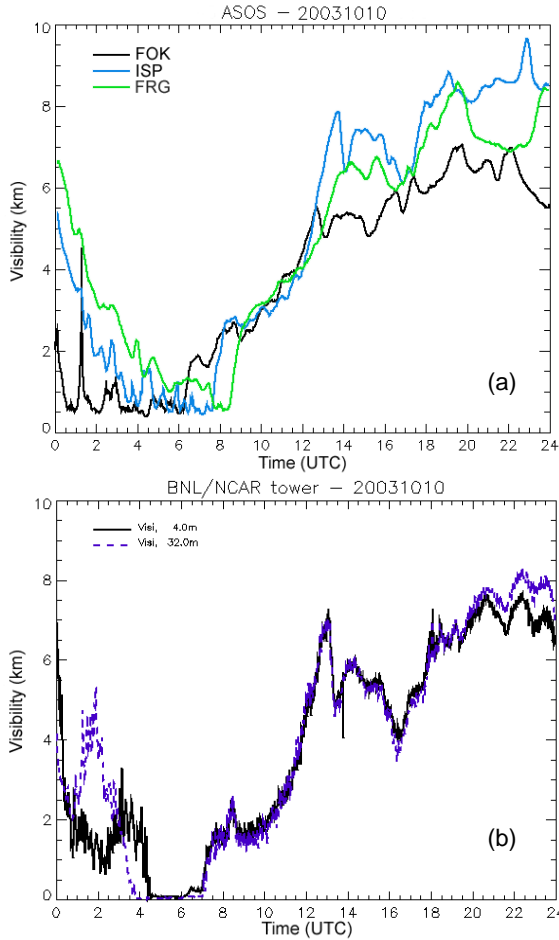 ASOS – 20031010
FOK
ISP
FRG
Visibility (km)
10
8
6
4
2
0
(a)
0 2 4 6 8 10 12 14 16 18 20 22 24
Time (UTC)
BNL/NCAR tower – 20031010
Visi, 4.0m
Visi, 32.0m
Visibility (km)
10
8
6
4
2
0
(b)
0 2 4 6 8 10 12 14 16 18 20 22 24
Time (UTC)